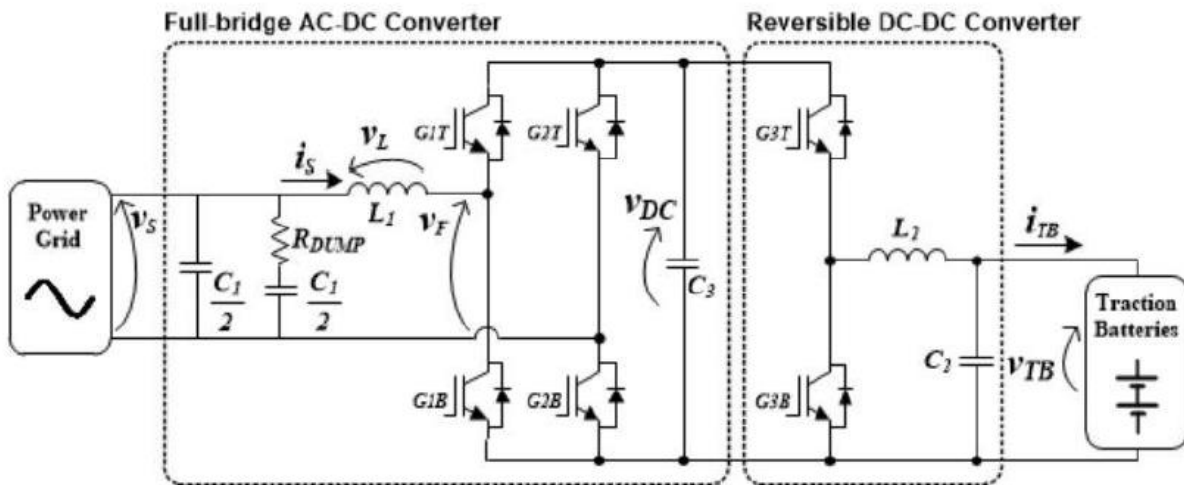 Full-bridge AC-DC Converter
Reversible DC-DC Converter
Power
Grid
v_S
C_1
2
i_S
R_DUMP
C_1
2
v_L
L_1
v_F
G1T
G2T
G1B
G2B
v_DC
C_3
G3T
G3B
L_2
C_2
i_TB
v_TB
Traction
Batteries